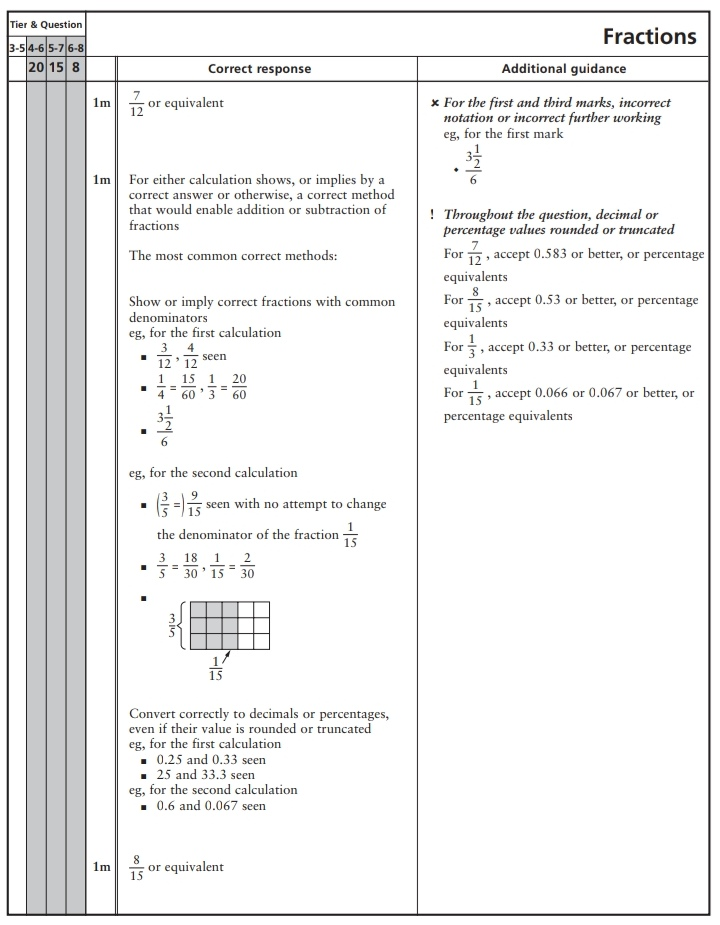 Tier & Question
Fractions
3-5 4-6 5-7 6-8
20 15 8
Correct response
Additional guidance
1m
7/12 or equivalent
1m
For either calculation shows, or implies by a
correct answer or otherwise, a correct method
that would enable addition or subtraction of
fractions
The most common correct methods:
Show or imply correct fractions with common
denominators
eg, for the first calculation
▪ 3/12 , 4/12 seen
▪ 1/4 = 15/60 , 1/3 = 20/60
▪ 3 1/2 / 6
eg, for the second calculation
▪ (3/5 =) 9/15 seen with no attempt to change
the denominator of the fraction 1/15
▪ 3/5 = 18/30 , 1/15 = 2/30
▪
3/5
1/15
Convert correctly to decimals or percentages,
even if their value is rounded or truncated
eg, for the first calculation
▪ 0.25 and 0.33 seen
▪ 25 and 33.3 seen
eg, for the second calculation
▪ 0.6 and 0.067 seen
1m
8/15 or equivalent
✗ For the first and third marks, incorrect
notation or incorrect further working
eg, for the first mark
• 3 1/2 / 6
! Throughout the question, decimal or
percentage values rounded or truncated
For 7/12 , accept 0.583 or better, or percentage
equivalents
For 8/15 , accept 0.53 or better, or percentage
equivalents
For 1/3 , accept 0.33 or better, or percentage
equivalents
For 1/15 , accept 0.066 or 0.067 or better, or
percentage equivalents